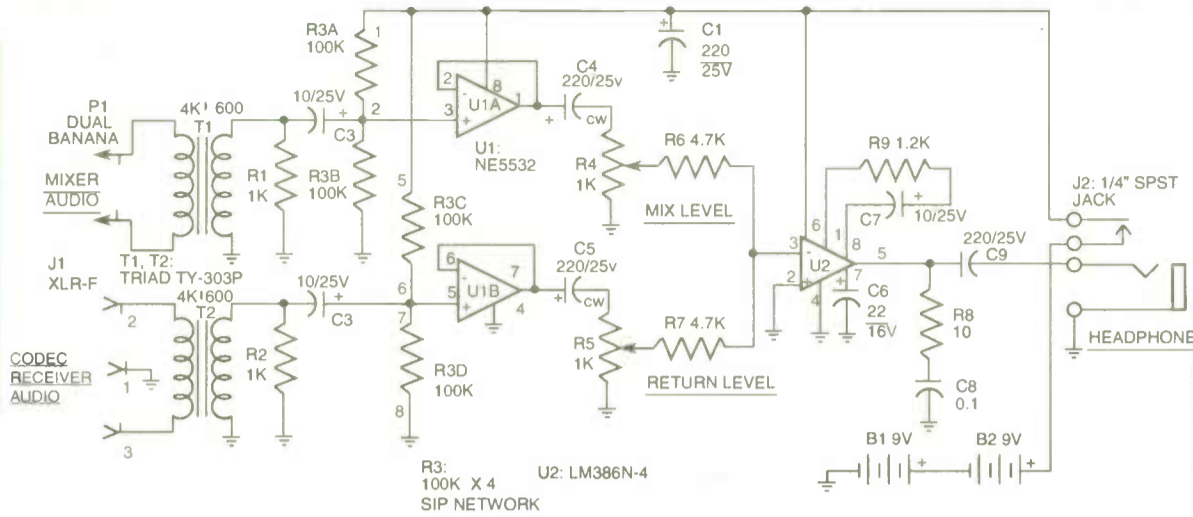 R3A
100K
1
2
P1
DUAL
BANANA
MIXER
AUDIO
4K 600
T1
T1, T2:
TRIAD TY-303P
R1
1K
10/25V
+
C3
R3B
100K
2
-
3
+
U1A
8
1
U1:
NE5532
C4
220/25v
+
CW
R4
1K
R6 4.7K
MIX LEVEL
+
C1
220
25V
J1
XLR-F
2
1
3
CODEC
RECEIVER
AUDIO
4K 600
T2
R2
1K
10/25V
+
C3
5
R3C
100K
6
7
R3D
100K
8
6
-
5
+
U1B
7
4
C5
220/25v
+
CW
R5
1K
R7 4.7K
RETURN LEVEL
R9 1.2K
C7
+
10/25V
6
1
8
3
-
2
+
U2
4
7
5
+
C6
22
16V
220/25V
C9
R8
10
C8
0.1
J2: 1/4" SPST
JACK
HEADPHONE
B1 9V
+
B2 9V
+
R3:
100K X 4
SIP NETWORK
U2: LM386N-4